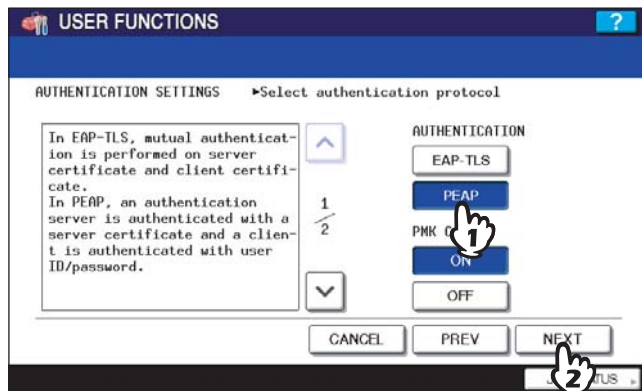 USER FUNCTIONS
?
AUTHENTICATION SETTINGS ►Select authentication protocol
In EAP-TLS, mutual authenticat-
ion is performed on server
certificate and client certifi-
cate.
In PEAP, an authentication
server is authenticated with a
server certificate and a clien-
t is authenticated with user
ID/password.
1
2
AUTHENTICATION
EAP-TLS
PEAP
1
PMK
ON
OFF
CANCEL
PREV
NEXT
2